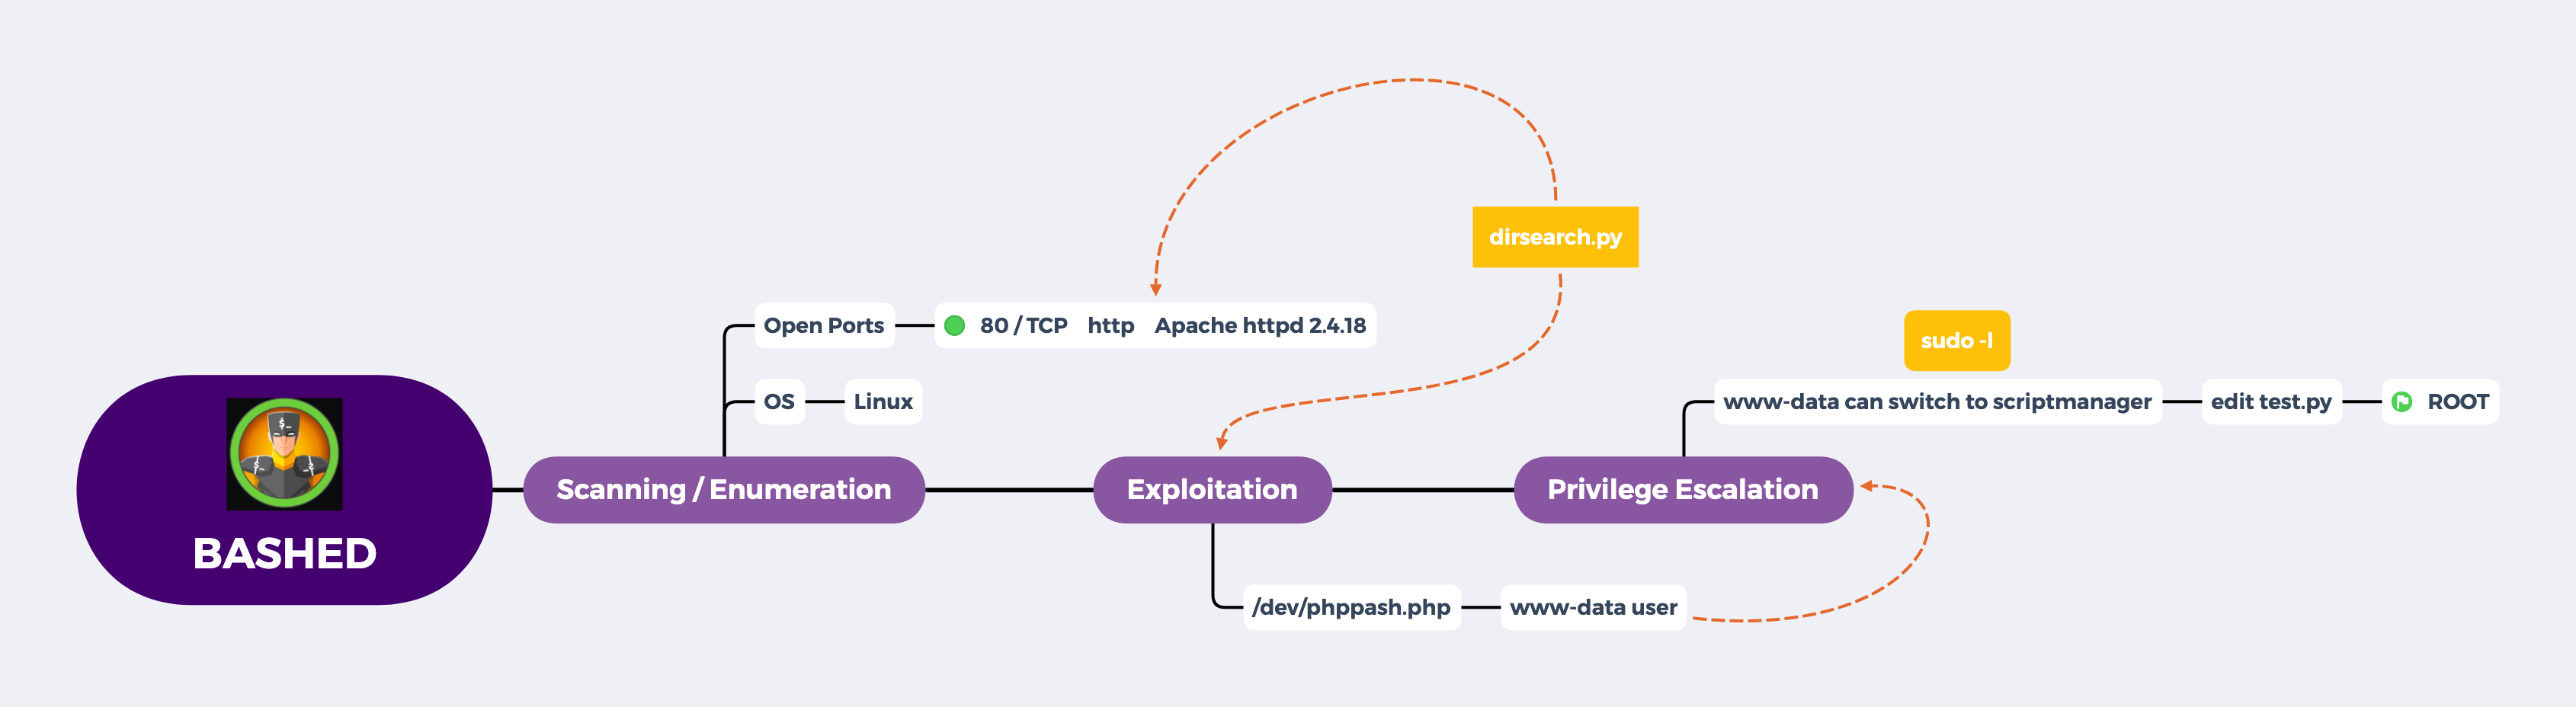 dirsearch.py
Open Ports
80 / TCP http Apache httpd 2.4.18
sudo -l
OS
Linux
www-data can switch to scriptmanager
edit test.py
ROOT
BASHED
Scanning / Enumeration
Exploitation
Privilege Escalation
/dev/phppash.php
www-data user